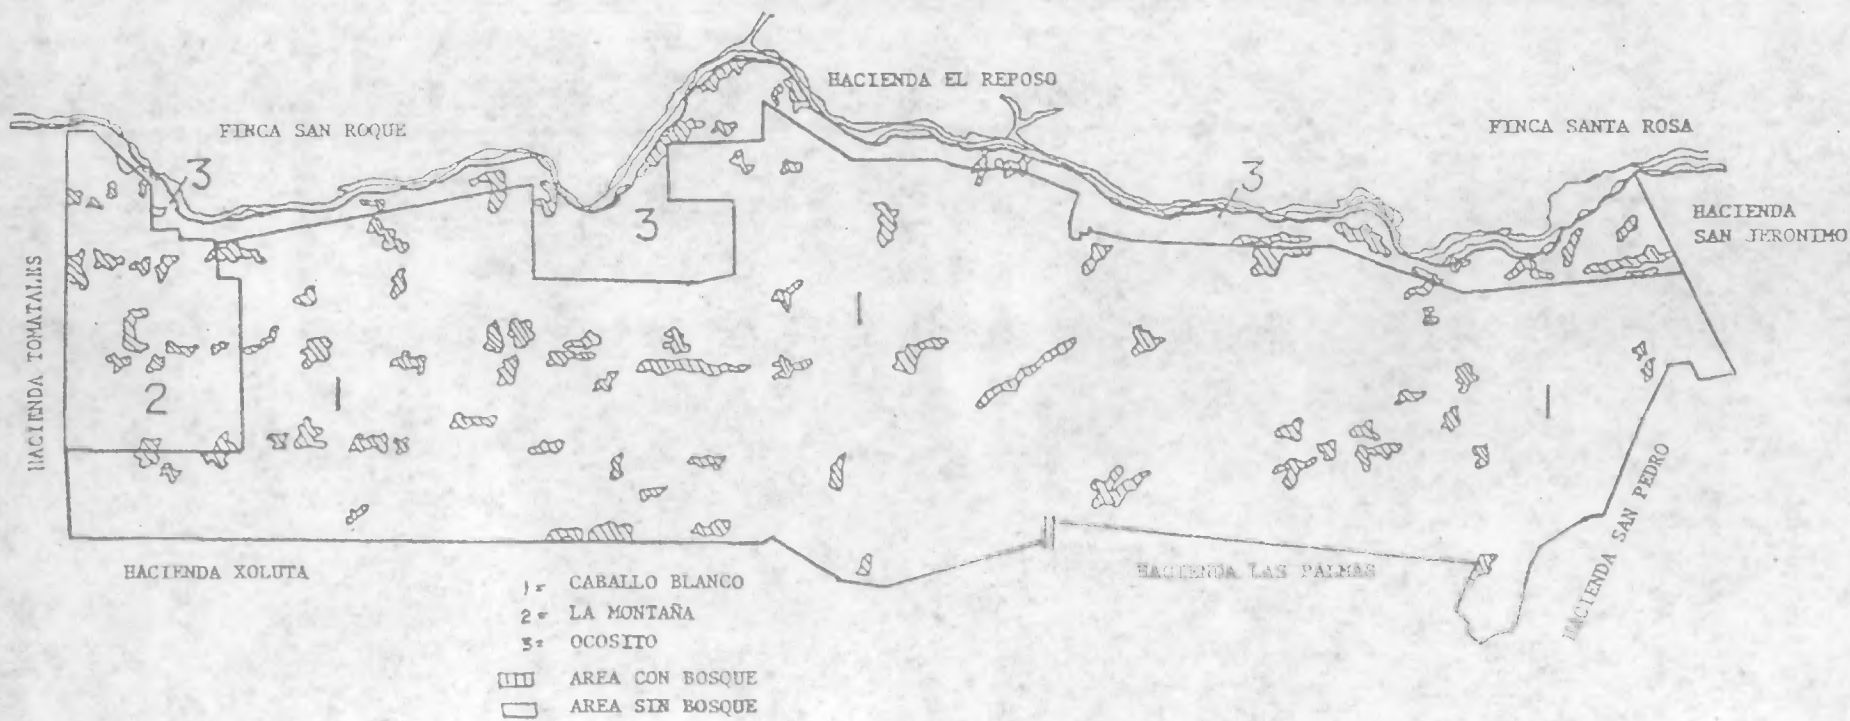 HACIENDA EL REPOSO
FINCA SAN ROQUE
FINCA SANTA ROSA
3
3
3
HACIENDA
SAN JERONIMO
HACIENDA TOMATALES
1
2
1
1
HACIENDA SAN PEDRO
HACIENDA XOLUTA
HACIENDA LAS PALMAS
1= CABALLO BLANCO
2= LA MONTAÑA
3= OCOSITO
AREA CON BOSQUE
AREA SIN BOSQUE